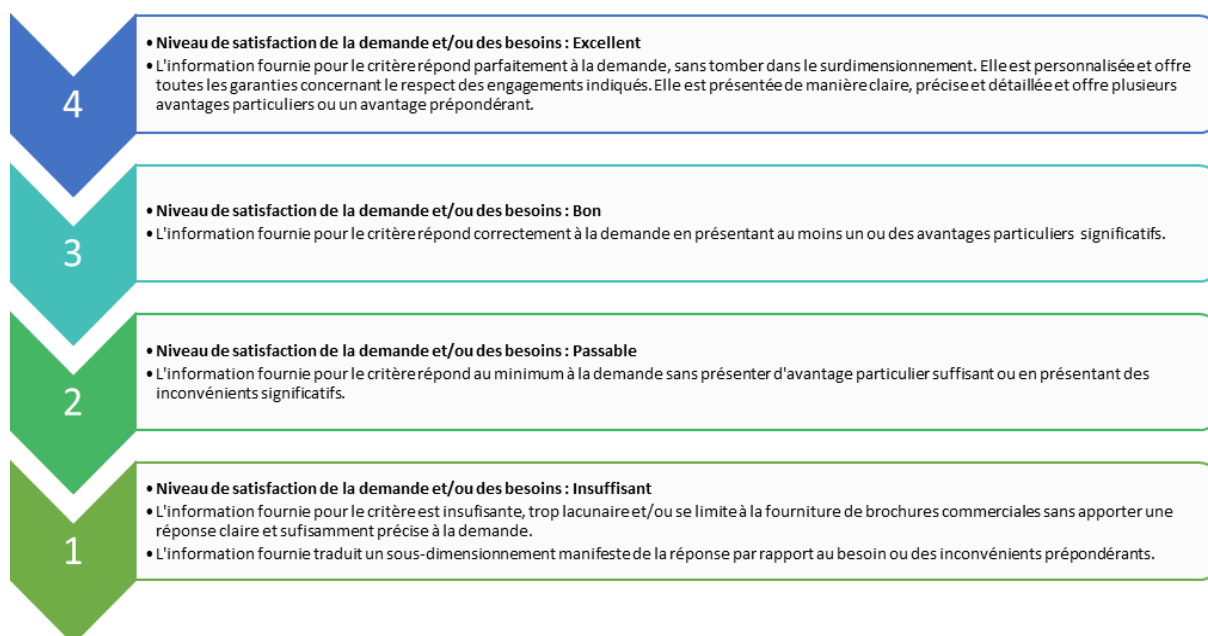 4
• Niveau de satisfaction de la demande et/ou des besoins : Excellent
• L'information fournie pour le critère répond parfaitement à la demande, sans tomber dans le surdimensionnement. Elle est personnalisée et offre
toutes les garanties concernant le respect des engagements indiqués. Elle est présentée de manière claire, précise et détaillée et offre plusieurs
avantages particuliers ou un avantage prépondérant.
3
• Niveau de satisfaction de la demande et/ou des besoins : Bon
• L'information fournie pour le critère répond correctement à la demande en présentant au moins un ou des avantages particuliers significatifs.
2
• Niveau de satisfaction de la demande et/ou des besoins : Passable
• L'information fournie pour le critère répond au minimum à la demande sans présenter d'avantage particulier suffisant ou en présentant des
inconvénients significatifs.
1
• Niveau de satisfaction de la demande et/ou des besoins : Insuffisant
• L'information fournie pour le critère est insufisante, trop lacunaire et/ou se limite à la fourniture de brochures commerciales sans apporter une
réponse claire et sufisamment précise à la demande.
• L'information fournie traduit un sous-dimensionnement manifeste de la réponse par rapport au besoin ou des inconvénients prépondérants.